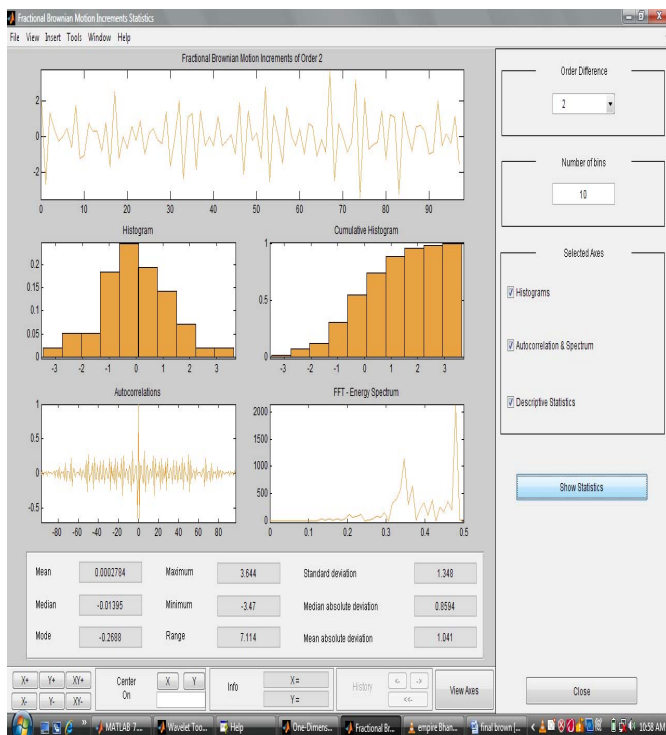 Fractional Brownian Motion Increments Statistics
File View Insert Tools Window Help
Fractional Brownian Motion Increments of Order 2
2
0
-2
0 10 20 30 40 50 60 70 80 90
Histogram
0.2
0.15
0.1
0.05
0
-3 -2 -1 0 1 2 3
Cumulative Histogram
1
0.5
0
-3 -2 -1 0 1 2 3
Autocorrelations
1
0.5
0
-0.5
-80 -60 -40 -20 0 20 40 60 80
FFT - Energy Spectrum
2000
1500
1000
500
0
0 0.1 0.2 0.3 0.4 0.5
Mean 0.0002784 Maximum 3.644 Standard deviation 1.348
Median -0.01395 Minimum -3.47 Median absolute deviation 0.8594
Mode -0.2688 Range 7.114 Mean absolute deviation 1.041
Order Difference
2
Number of bins
10
Selected Axes
Histograms
Autocorrelation & Spectrum
Descriptive Statistics
Show Statistics
X+ Y+ XY+
X- Y- XY-
Center
On
X Y
Info
X =
Y =
History
<- ->
<<-
View Axes
Close
MATLAB 7.... Wavelet Too... Help One-Dimens... Fractional Br... empire Bhan... final brown [... 10:58 AM